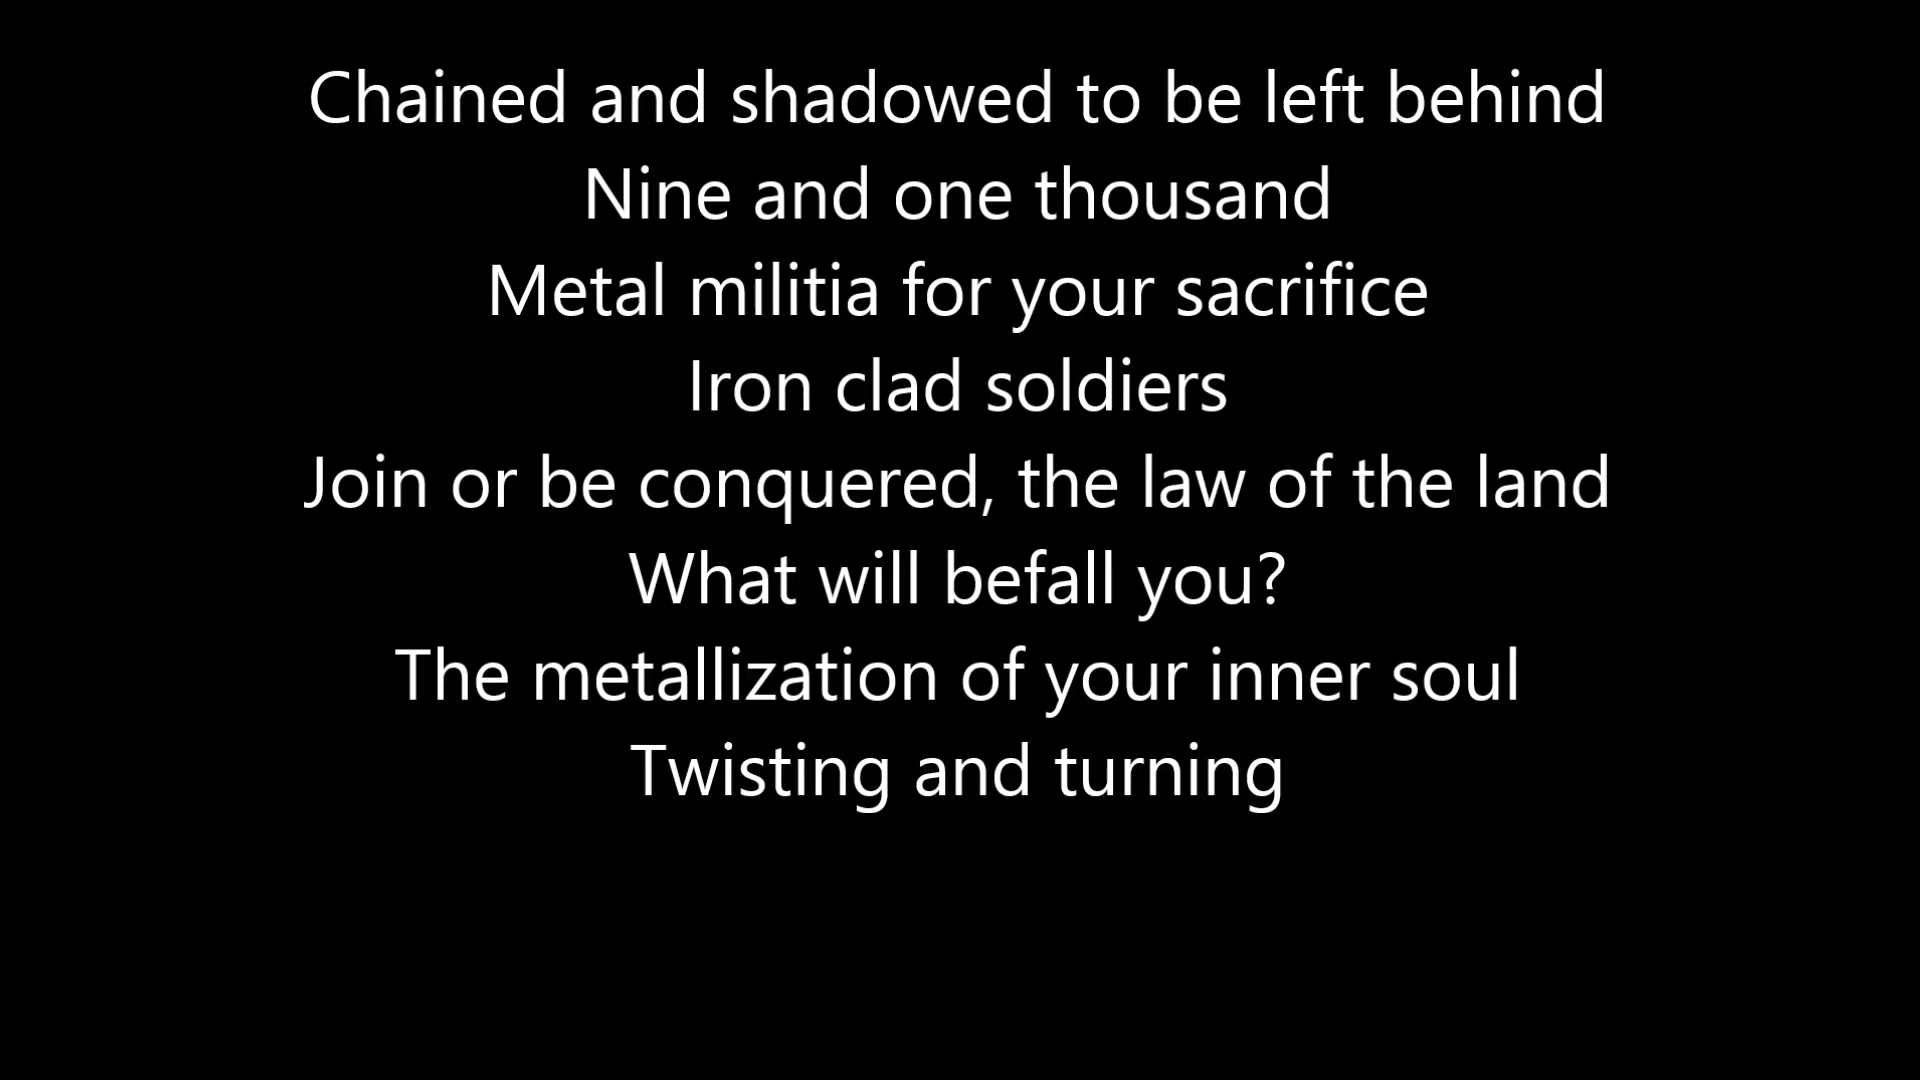 Chained and shadowed to be left behind
Nine and one thousand
Metal militia for your sacrifice
Iron clad soldiers
Join or be conquered, the law of the land
What will befall you?
The metallization of your inner soul
Twisting and turning